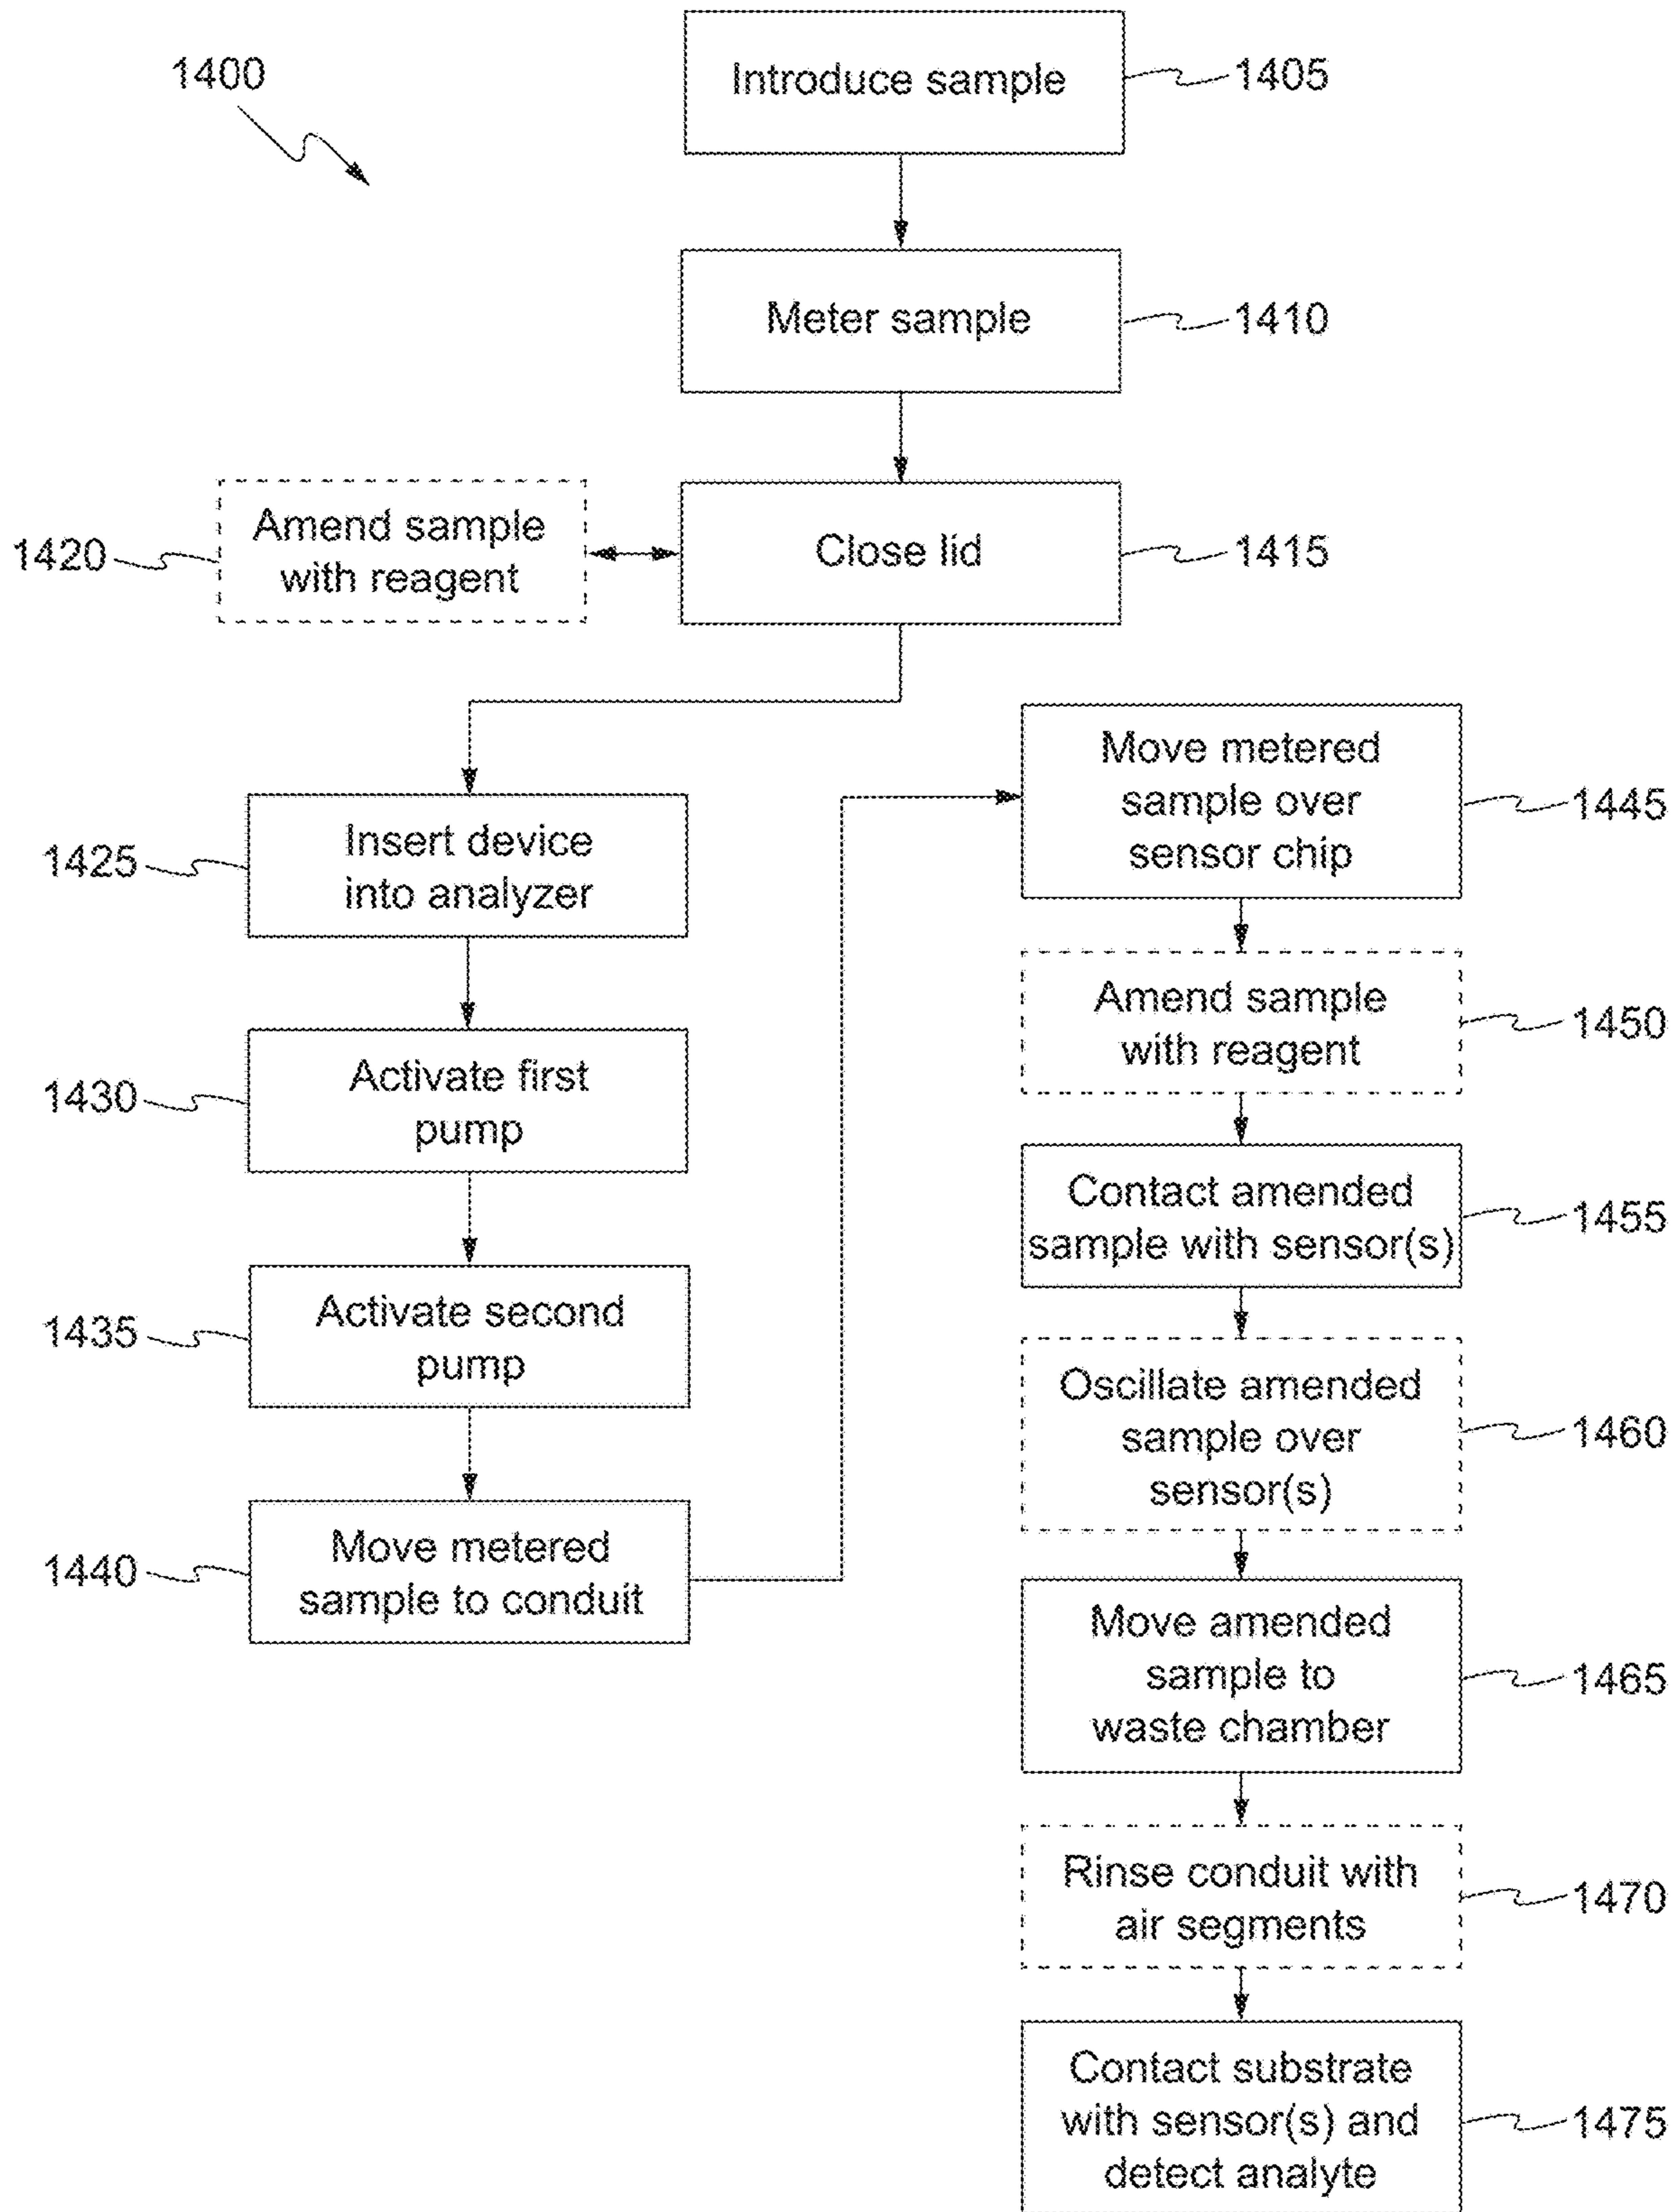 1400
Introduce sample
1405
Meter sample
1410
Amend sample
with reagent
1420
Close lid
1415
Insert device
into analyzer
1425
Activate first
pump
1430
Activate second
pump
1435
Move metered
sample to conduit
1440
Move metered
sample over
sensor chip
1445
Amend sample
with reagent
1450
Contact amended
sample with sensor(s)
1455
Oscillate amended
sample over
sensor(s)
1460
Move amended
sample to
waste chamber
1465
Rinse conduit with
air segments
1470
Contact substrate
with sensor(s) and
detect analyte
1475